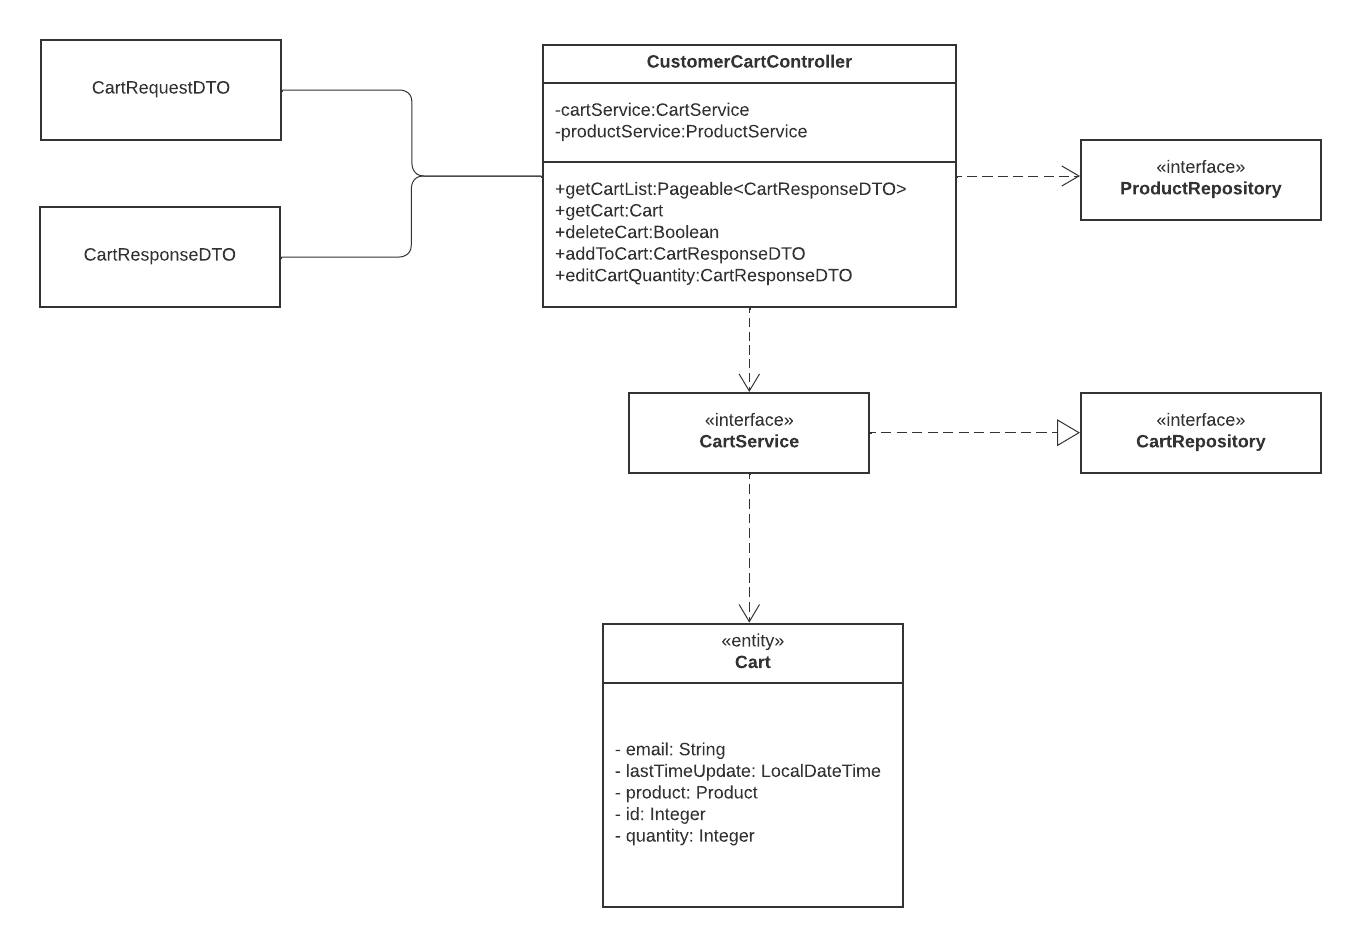 CartRequestDTO
CartResponseDTO
CustomerCartController
-cartService:CartService
-productService:ProductService
+getCartList:Pageable<CartResponseDTO>
+getCart:Cart
+deleteCart:Boolean
+addToCart:CartResponseDTO
+editCartQuantity:CartResponseDTO
«interface»
ProductRepository
«interface»
CartService
«interface»
CartRepository
«entity»
Cart
- email: String
- lastTimeUpdate: LocalDateTime
- product: Product
- id: Integer
- quantity: Integer